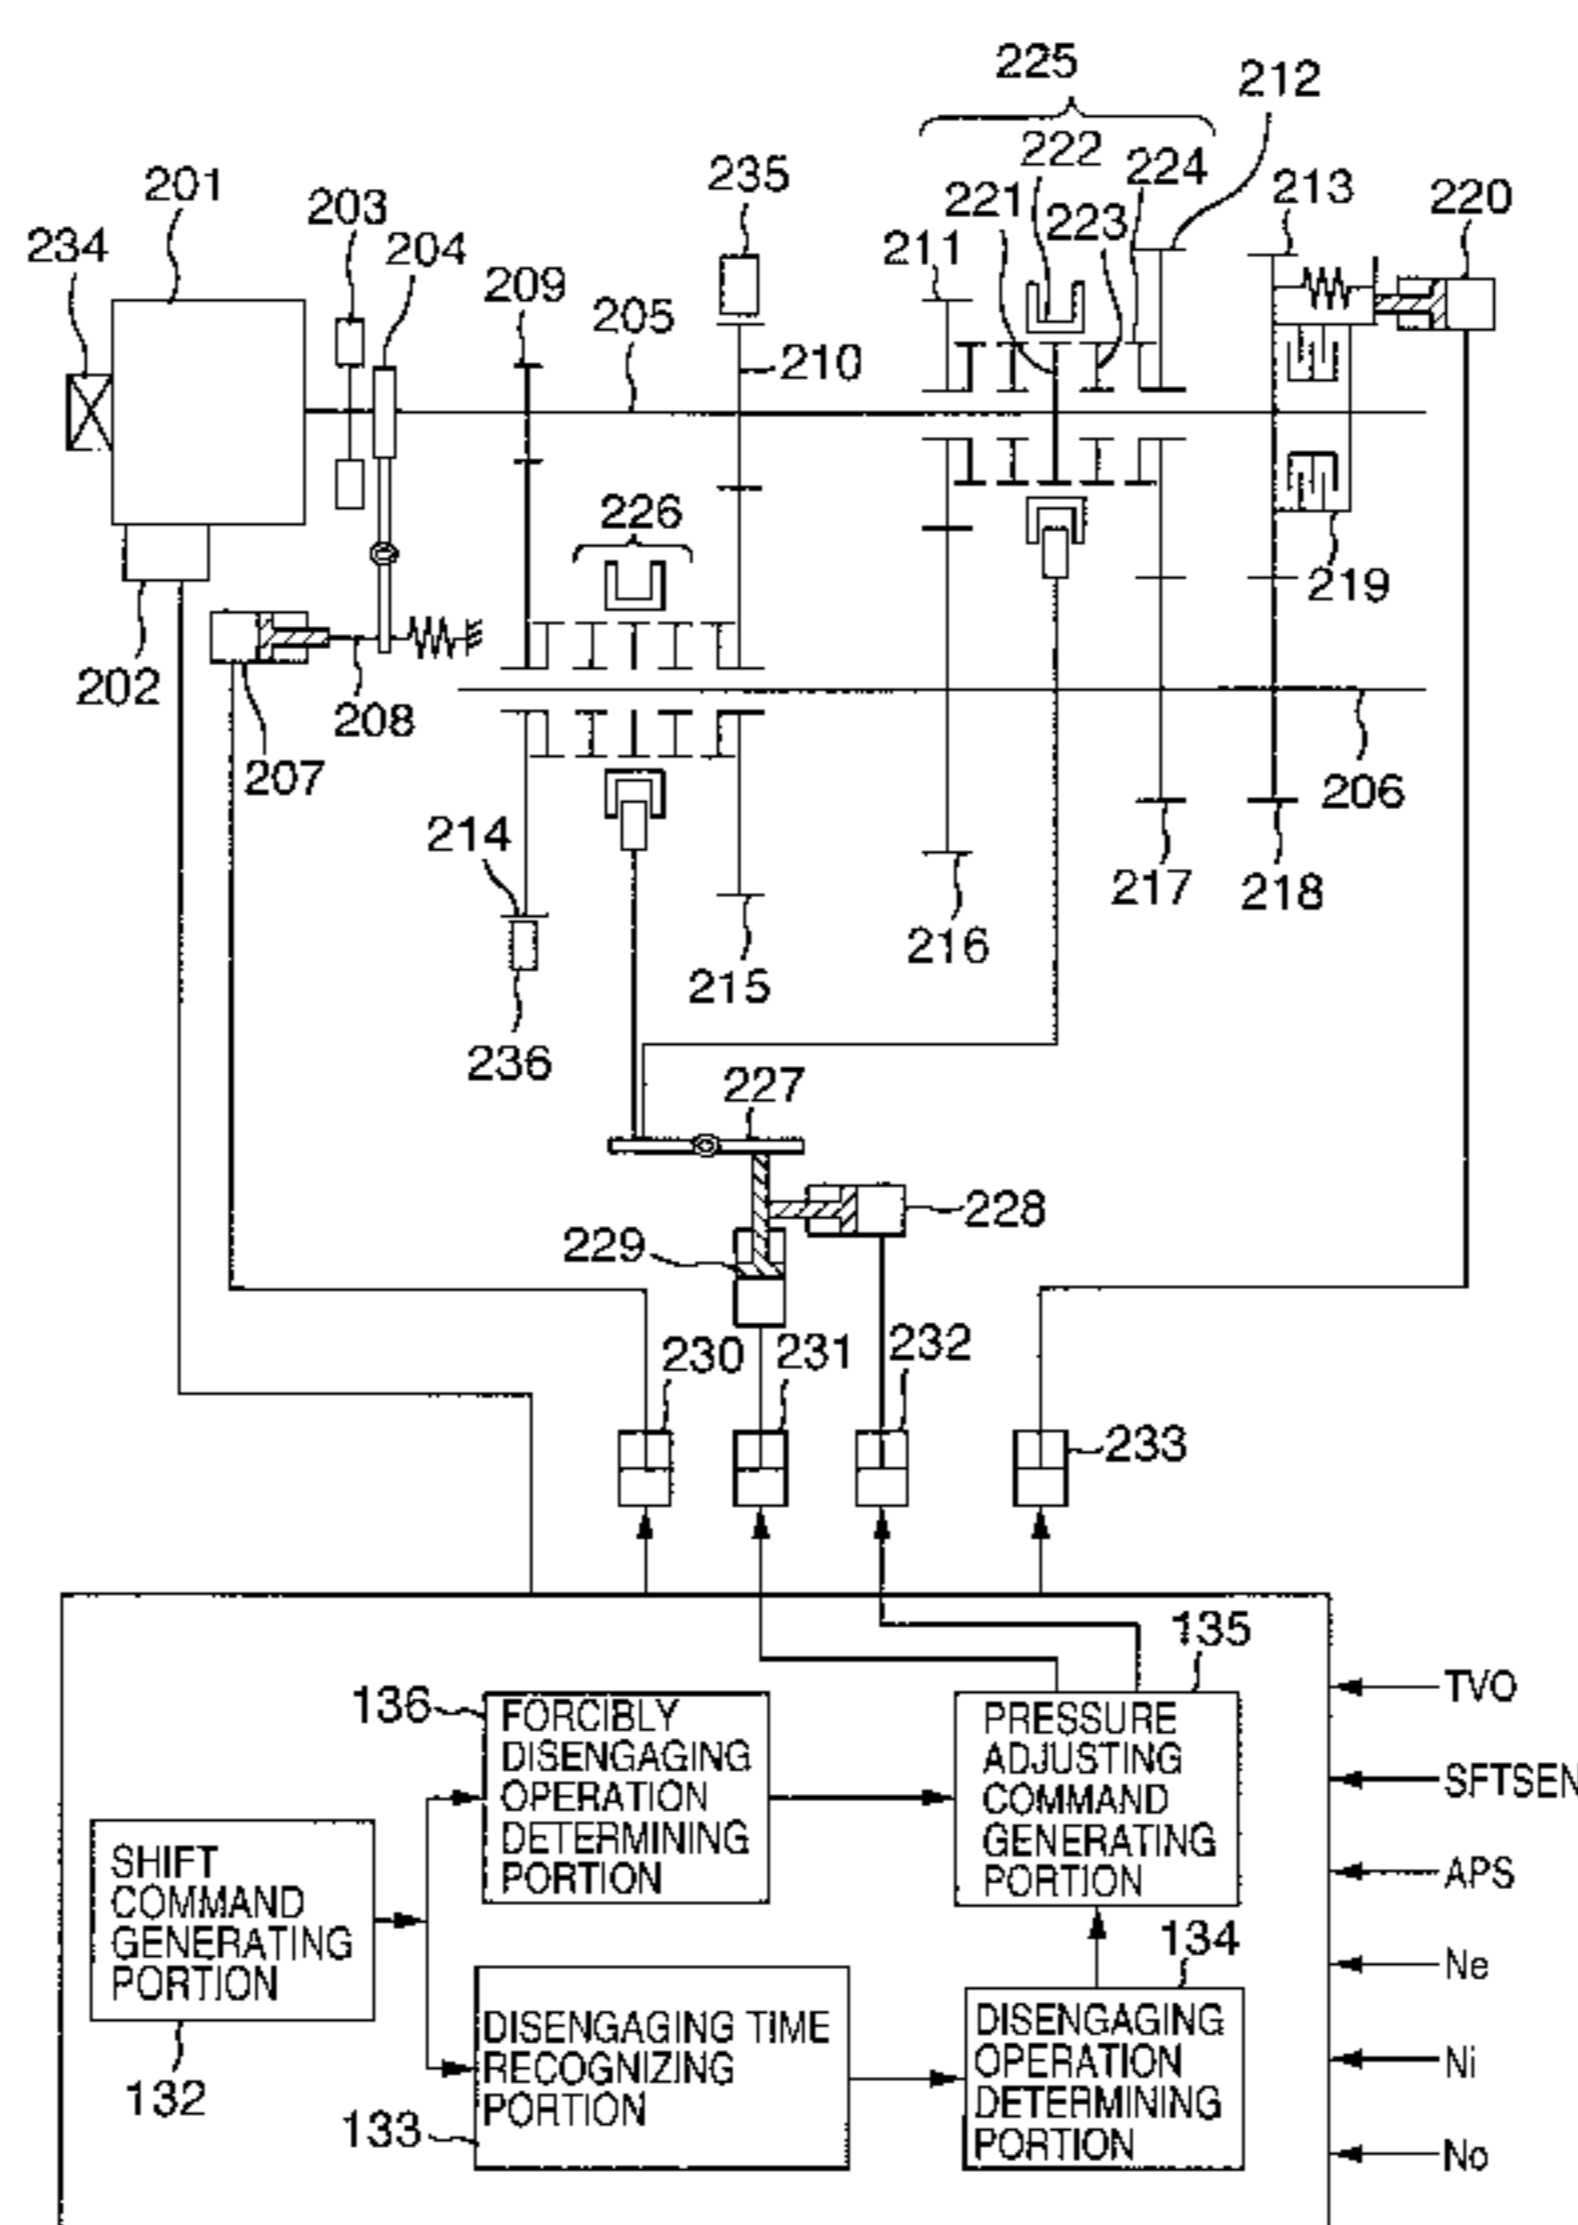 225
212
222
224
235
213
201
221
220
203
223
234
204
211
209
205
210
226
219
202
208
207
206
214
217
218
216
215
236
227
228
229
230
231
232
233
135
136
FORCIBLY
DISENGAGING
OPERATION
DETERMINING
PORTION
PRESSURE
ADJUSTING
COMMAND
GENERATING
PORTION
TVO
SFTSEN
APS
Ne
Ni
No
SHIFT
COMMAND
GENERATING
PORTION
132
134
DISENGAGING TIME
RECOGNIZING
PORTION
133
DISENGAGING
OPERATION
DETERMINING
PORTION